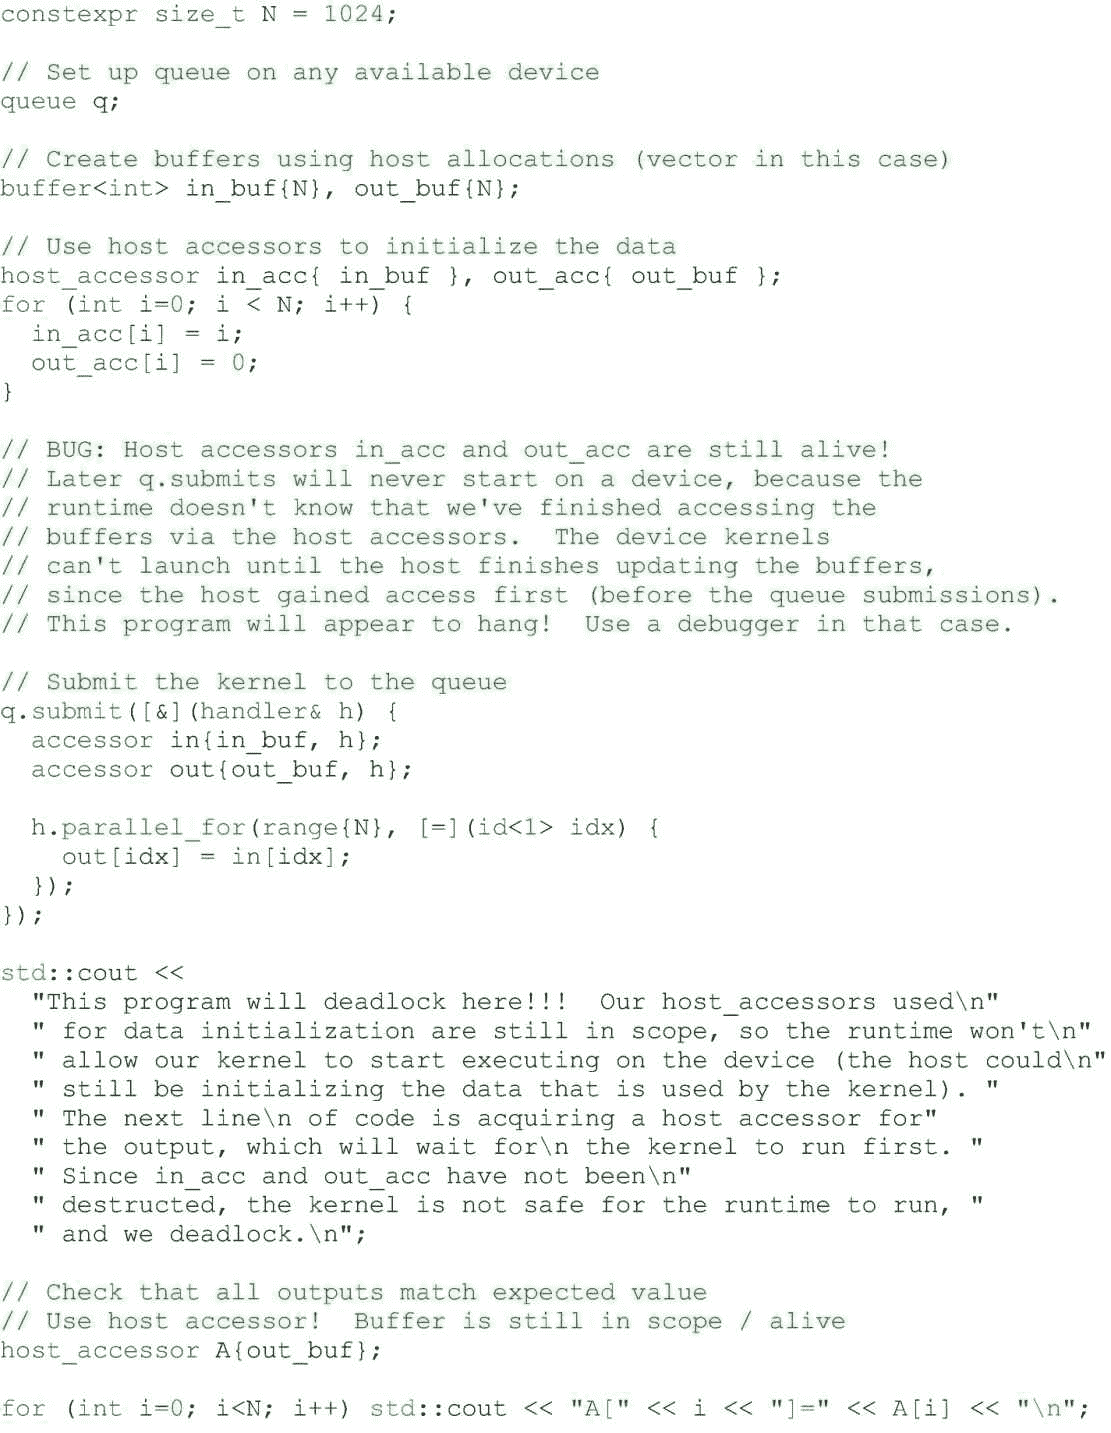 constexpr size_t N = 1024;
// Set up queue on any available device
queue q;
// Create buffers using host allocations (vector in this case)
buffer<int> in_buf{N}, out_buf{N};
// Use host accessors to initialize the data
host_accessor in_acc{ in_buf }, out_acc{ out_buf };
for (int i=0; i < N; i++) {
  in_acc[i] = i;
  out_acc[i] = 0;
}
// BUG: Host accessors in_acc and out_acc are still alive!
// Later q.submits will never start on a device, because the
// runtime doesn't know that we've finished accessing the
// buffers via the host accessors.  The device kernels
// can't launch until the host finishes updating the buffers,
// since the host gained access first (before the queue submissions).
// This program will appear to hang!  Use a debugger in that case.
// Submit the kernel to the queue
q.submit([&](handler& h) {
  accessor in{in_buf, h};
  accessor out{out_buf, h};
  h.parallel_for(range{N}, [=](id<1> idx) {
    out[idx] = in[idx];
  });
});
std::cout <<
  "This program will deadlock here!!!  Our host_accessors used\n"
  " for data initialization are still in scope, so the runtime won't\n"
  " allow our kernel to start executing on the device (the host could\n"
  " still be initializing the data that is used by the kernel). "
  " The next line\n of code is acquiring a host accessor for"
  " the output, which will wait for\n the kernel to run first. "
  " Since in_acc and out_acc have not been\n"
  " destructed, the kernel is not safe for the runtime to run, "
  " and we deadlock.\n";
// Check that all outputs match expected value
// Use host accessor!  Buffer is still in scope / alive
host_accessor A{out_buf};
for (int i=0; i<N; i++) std::cout << "A[" << i << "]=" << A[i] << "\n";